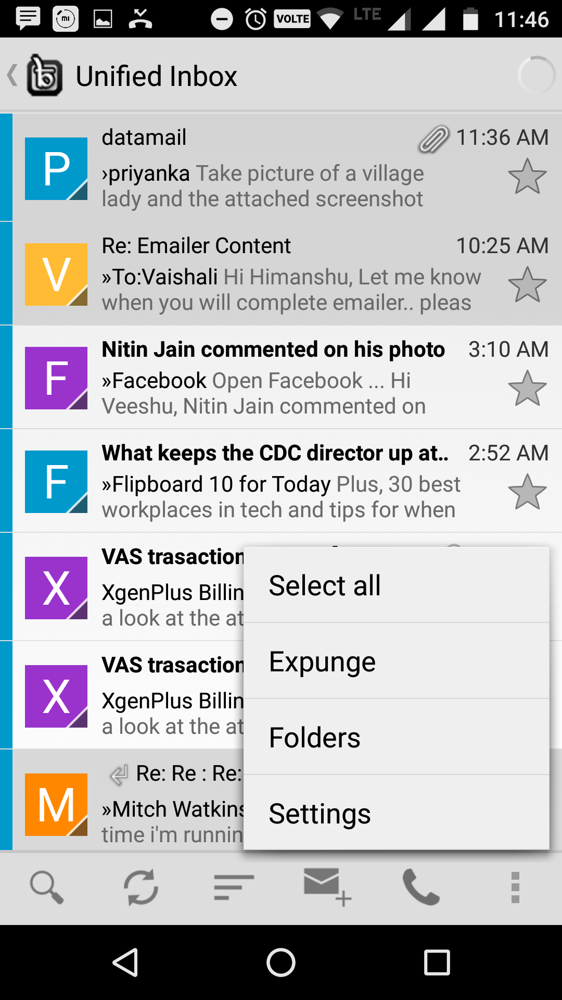 mi VOLTE LTE 11:46
Unified Inbox
datamail 11:36 AM
›priyanka Take picture of a village
lady and the attached screenshot
P
Re: Emailer Content 10:25 AM
»To:Vaishali Hi Himanshu, Let me know
when you will complete emailer.. pleas
V
Nitin Jain commented on his photo 3:10 AM
»Facebook Open Facebook ... Hi
Veeshu, Nitin Jain commented on
F
What keeps the CDC director up at.. 2:52 AM
»Flipboard 10 for Today Plus, 30 best
workplaces in tech and tips for when
F
VAS trasaction
XgenPlus Billin
a look at the at
X
VAS trasaction
XgenPlus Billin
a look at the at
X
Re: Re : Re:
»Mitch Watkins
time i'm runnin
M
Select all
Expunge
Folders
Settings